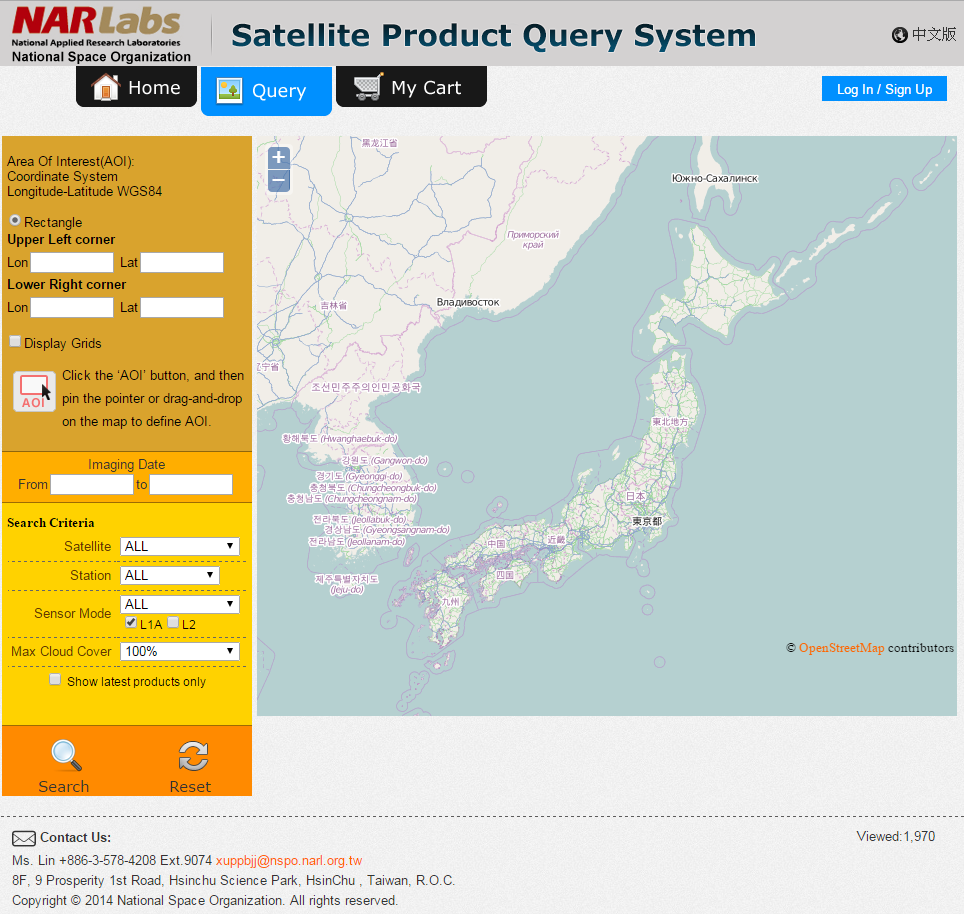 NARLabs
National Applied Research Laboratories
National Space Organization
Satellite Product Query System
中文版
Home
Query
My Cart
Log In / Sign Up
Area Of Interest(AOI):
Coordinate System
Longitude-Latitude WGS84
Rectangle
Upper Left corner
Lon Lat
Lower Right corner
Lon Lat
Display Grids
AOI
Click the ‘AOI’ button, and then
pin the pointer or drag-and-drop
on the map to define AOI.
Imaging Date
From to
Search Criteria
Satellite ALL
Station ALL
Sensor Mode ALL
L1A L2
Max Cloud Cover 100%
Show latest products only
Search Reset
+
−
黑龙江省
Южно-Сахалинск
Приморский
край
吉林省
Владивосток
辽宁省
조선민주주의인민공화국
황해북도 (Hwanghaebuk-do)
강원도 (Gangwon-do)
경기도 (Gyeonggi-do)
충청북도 (Chungcheongbuk-do)
충청남도 (Chungcheongnam-do)
전라북도 (Jeollabuk-do)
경상남도 (Gyeongsangnam-do)
전라남도 (Jeollanam-do)
제주특별자치도
(Jeju-do)
東北地方
日本
東京都
近畿
中国
四国
九州
© OpenStreetMap contributors
Contact Us:
Viewed:1,970
Ms. Lin +886-3-578-4208 Ext.9074 xuppbjj@nspo.narl.org.tw
8F, 9 Prosperity 1st Road, Hsinchu Science Park, HsinChu , Taiwan, R.O.C.
Copyright © 2014 National Space Organization. All rights reserved.